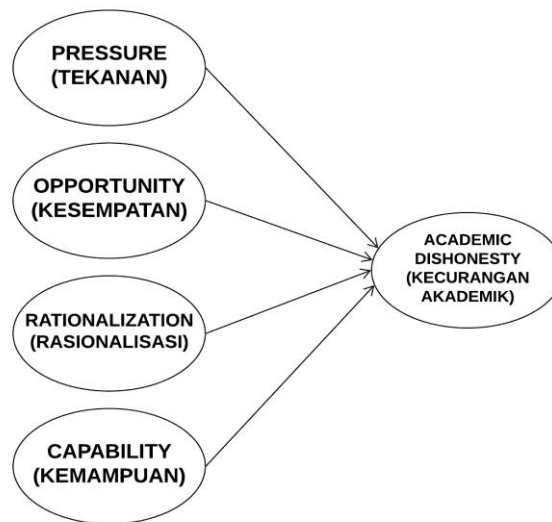 PRESSURE
(TEKANAN)
OPPORTUNITY
(KESEMPATAN)
RATIONALIZATION
(RASIONALISASI)
CAPABILITY
(KEMAMPUAN)
ACADEMIC
DISHONESTY
(KECURANGAN
AKADEMIK)